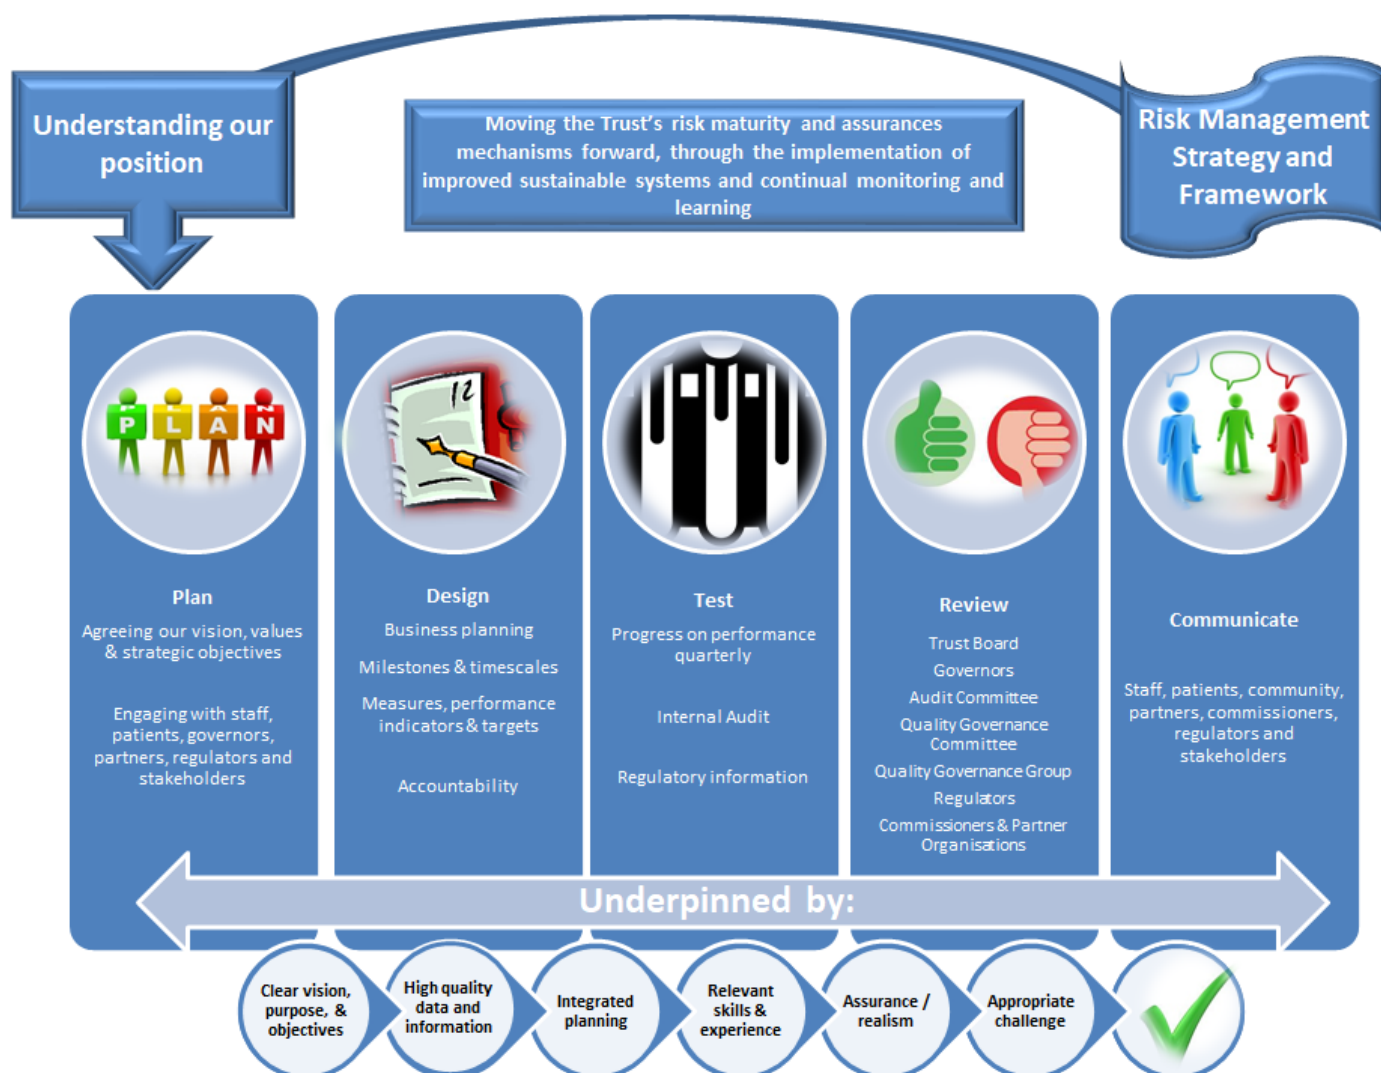 Understanding our
position
Moving the Trust's risk maturity and assurances
mechanisms forward, through the implementation of
improved sustainable systems and continual monitoring and
learning
Risk Management
Strategy and
Framework
P L A N
12
Plan
Agreeing our vision, values
& strategic objectives
Engaging with staff,
patients, governors,
partners, regulators and
stakeholders
Design
Business planning
Milestones & timescales
Measures, performance
indicators & targets
Accountability
Test
Progress on performance
quarterly
Internal Audit
Regulatory information
Review
Trust Board
Governors
Audit Committee
Quality Governance
Committee
Quality Governance Group
Regulators
Commissioners & Partner
Organisations
Communicate
Staff, patients, community,
partners, commissioners,
regulators and
stakeholders
Underpinned by:
Clear vision,
purpose, &
objectives
High quality
data and
information
Integrated
planning
Relevant
skills &
experience
Assurance /
realism
Appropriate
challenge